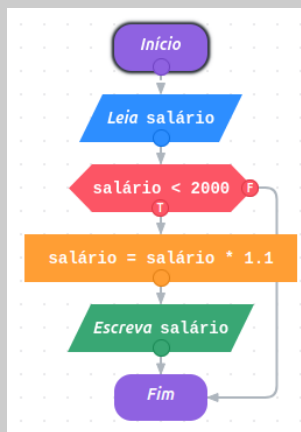 Início
Leia salário
salário < 2000
F
T
salário = salário * 1.1
Escreva salário
Fim